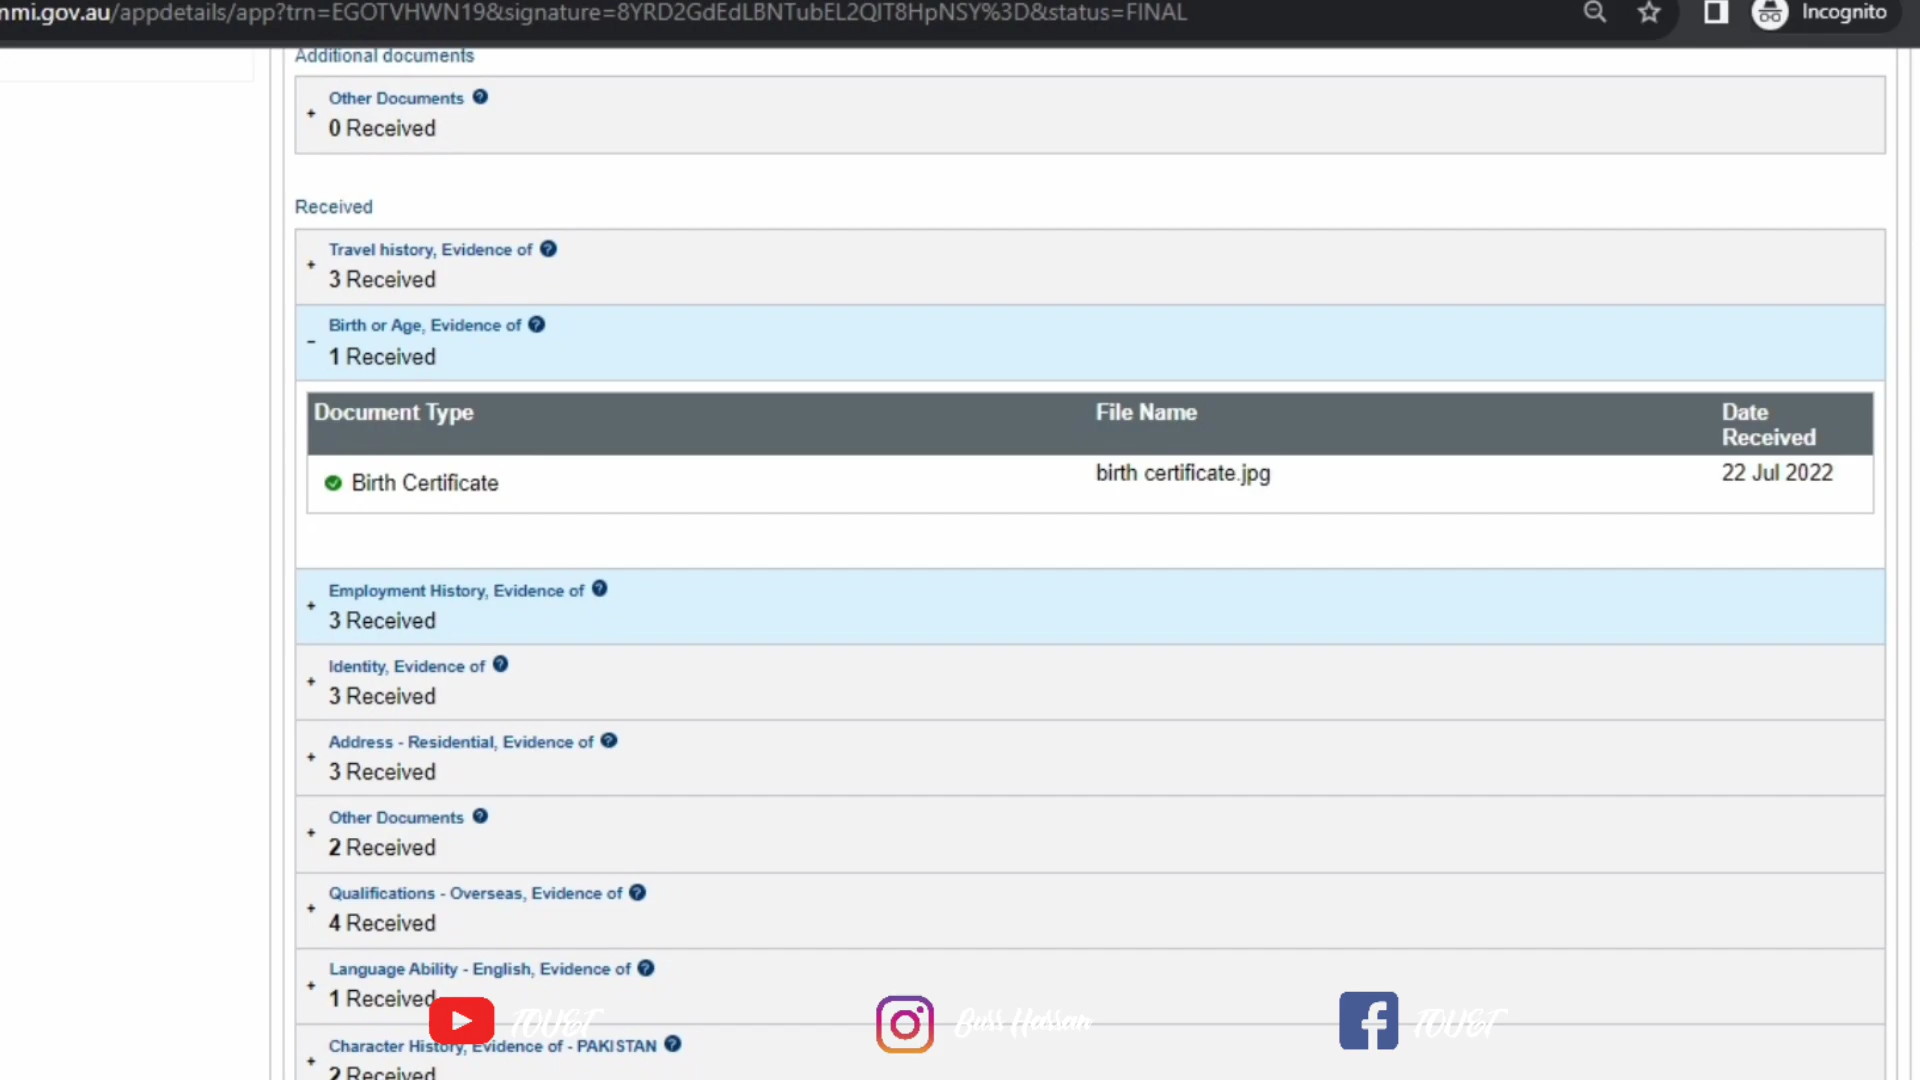 nmi.gov.au/appdetails/app?trn=EGOTVHWN19&signature=8YRD2GdEdLBNTubEL2QIT8HpNSY%3D&status=FINAL Incognito
Additional documents
Other Documents ?
+
0 Received
Received
Travel history, Evidence of ?
+
3 Received
Birth or Age, Evidence of ?
-
1 Received
Document Type File Name Date Received
Birth Certificate birth certificate.jpg 22 Jul 2022
Employment History, Evidence of ?
+
3 Received
Identity, Evidence of ?
+
3 Received
Address - Residential, Evidence of ?
+
3 Received
Other Documents ?
+
2 Received
Qualifications - Overseas, Evidence of ?
+
4 Received
Language Ability - English, Evidence of ?
+
1 Received
Character History, Evidence of - PAKISTAN ?
+
2 Received